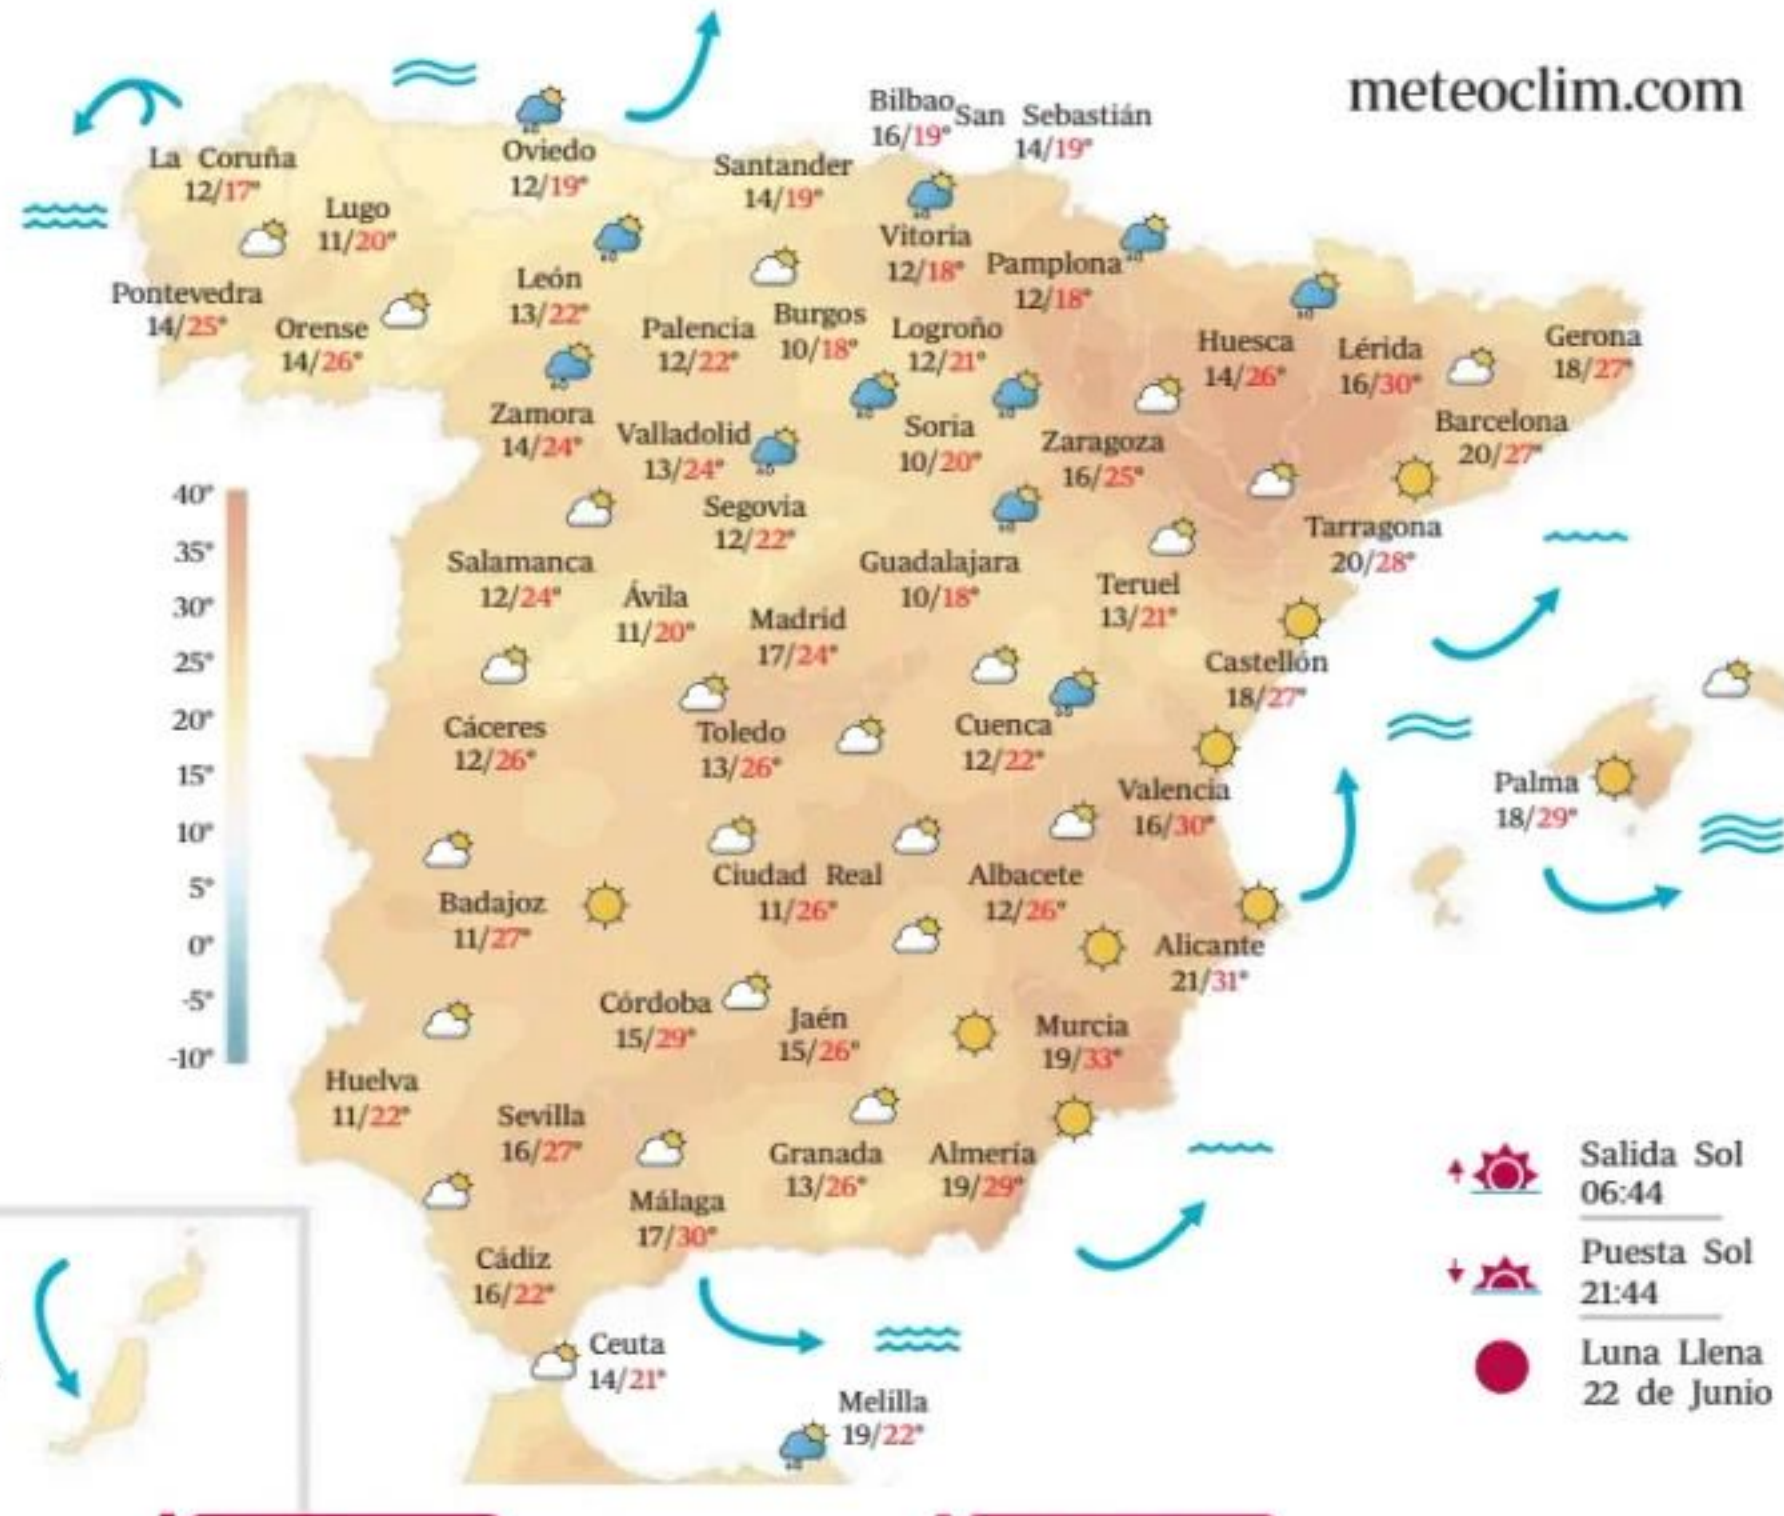 meteoclim.com
Bilbao
16/19°
San Sebastián
14/19°
La Coruña
12/17°
Oviedo
12/19°
Santander
14/19°
Lugo
11/20°
Vitoria
12/18°
Pamplona
12/18°
León
13/22°
Pontevedra
14/25°
Orense
14/26°
Palencia
12/22°
Burgos
10/18°
Logroño
12/21°
Huesca
14/26°
Lérida
16/30°
Gerona
18/27°
Zamora
14/24°
Valladolid
13/24°
Soria
10/20°
Zaragoza
16/25°
Barcelona
20/27°
Segovia
12/22°
Tarragona
20/28°
Salamanca
12/24°
Ávila
11/20°
Madrid
17/24°
Guadalajara
10/18°
Teruel
13/21°
Castellón
18/27°
Cáceres
12/26°
Toledo
13/26°
Cuenca
12/22°
Valencia
16/30°
Palma
18/29°
Badajoz
11/27°
Ciudad Real
11/26°
Albacete
12/26°
Alicante
21/31°
Córdoba
15/29°
Jaén
15/26°
Murcia
19/33°
Huelva
11/22°
Sevilla
16/27°
Granada
13/26°
Almería
19/29°
Málaga
17/30°
Cádiz
16/22°
Ceuta
14/21°
Melilla
19/22°
40°
35°
30°
25°
20°
15°
10°
5°
0°
-5°
-10°
Salida Sol
06:44
Puesta Sol
21:44
Luna Llena
22 de Junio